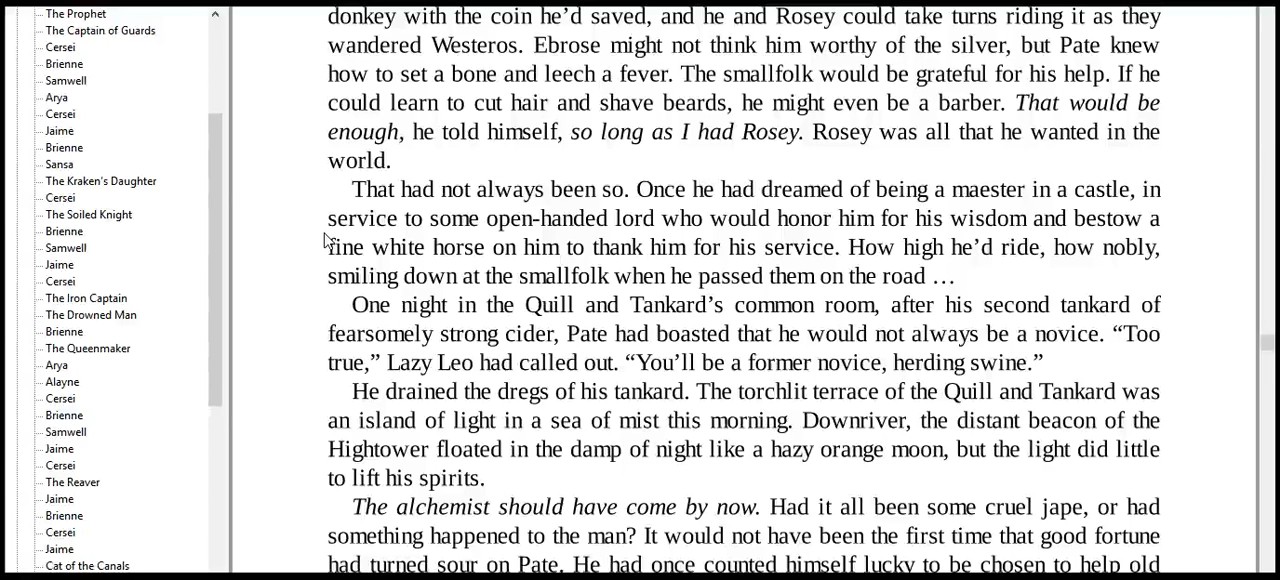 The Prophet
The Captain of Guards
Cersei
Brienne
Samwell
Arya
Cersei
Jaime
Brienne
Sansa
The Kraken's Daughter
Cersei
The Soiled Knight
Brienne
Samwell
Jaime
Cersei
The Iron Captain
The Drowned Man
Brienne
The Queenmaker
Arya
Alayne
Cersei
Brienne
Samwell
Jaime
Cersei
The Reaver
Jaime
Brienne
Cersei
Jaime
Cat of the Canals
donkey with the coin he’d saved, and he and Rosey could take turns riding it as they
wandered Westeros. Ebrose might not think him worthy of the silver, but Pate knew
how to set a bone and leech a fever. The smallfolk would be grateful for his help. If he
could learn to cut hair and shave beards, he might even be a barber. That would be
enough, he told himself, so long as I had Rosey. Rosey was all that he wanted in the
world.
That had not always been so. Once he had dreamed of being a maester in a castle, in
service to some open-handed lord who would honor him for his wisdom and bestow a
fine white horse on him to thank him for his service. How high he’d ride, how nobly,
smiling down at the smallfolk when he passed them on the road …
One night in the Quill and Tankard’s common room, after his second tankard of
fearsomely strong cider, Pate had boasted that he would not always be a novice. “Too
true,” Lazy Leo had called out. “You’ll be a former novice, herding swine.”
He drained the dregs of his tankard. The torchlit terrace of the Quill and Tankard was
an island of light in a sea of mist this morning. Downriver, the distant beacon of the
Hightower floated in the damp of night like a hazy orange moon, but the light did little
to lift his spirits.
The alchemist should have come by now. Had it all been some cruel jape, or had
something happened to the man? It would not have been the first time that good fortune
had turned sour on Pate. He had once counted himself lucky to be chosen to help old